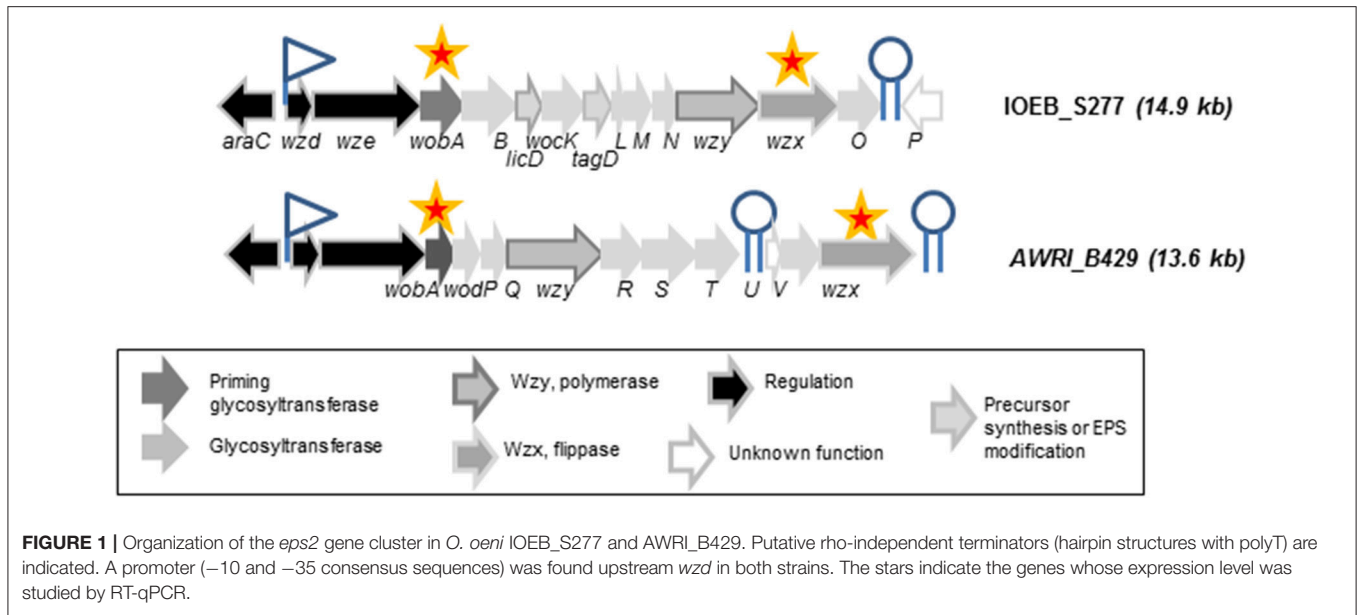 IOEB_S277 (14.9 kb)
araC wzd wze wobA B wocK L M N wzy wzx O P
licD tagD
AWRI_B429 (13.6 kb)
wobA wodP Q wzy R S T U V wzx
Priming
glycosyltransferase
Glycosyltransferase
Wzy, polymerase
Wzx, flippase
Regulation
Unknown function
Precursor
synthesis or EPS
modification
FIGURE 1 | Organization of the eps2 gene cluster in O. oeni IOEB_S277 and AWRI_B429. Putative rho-independent terminators (hairpin structures with polyT) are
indicated. A promoter (−10 and −35 consensus sequences) was found upstream wzd in both strains. The stars indicate the genes whose expression level was
studied by RT-qPCR.